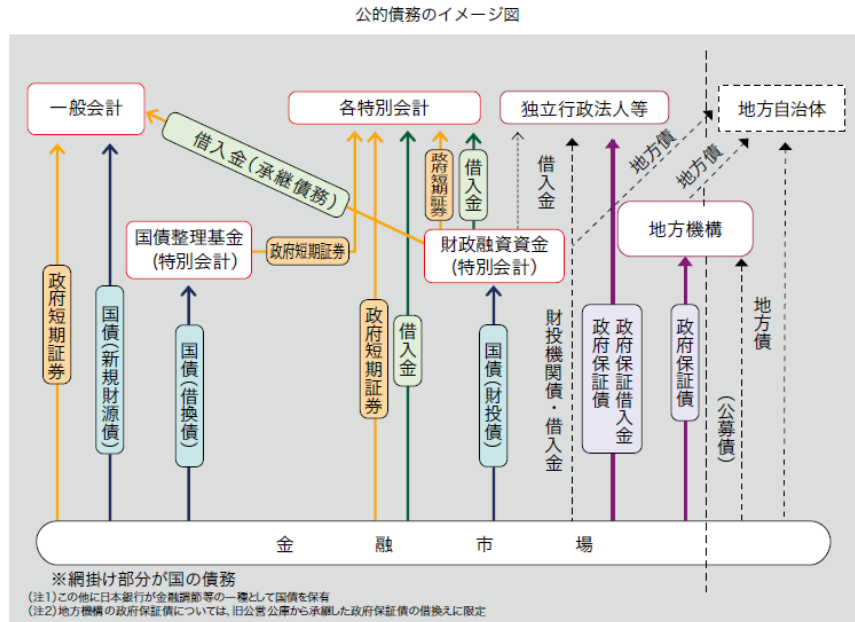 公的債務のイメージ図
一般会計
各特別会計
独立行政法人等
地方自治体
借入金(承継債務)
政府短期証券
借入金
借入金
地方債
地方債
国債整理基金
(特別会計)
政府短期証券
財政融資資金
(特別会計)
地方機構
政府短期証券
国債(新規財源債)
国債(借換債)
政府短期証券
借入金
国債(財投債)
財投機関債・借入金
政府保証借入金
政府保証債
政府保証債
(公募債)
地方債
金融市場
※網掛け部分が国の債務
(注1)この他に日本銀行が金融調節等の一種として国債を保有
(注2)地方機構の政府保証債については、旧公営公庫から承継した政府保証債の借換えに限定